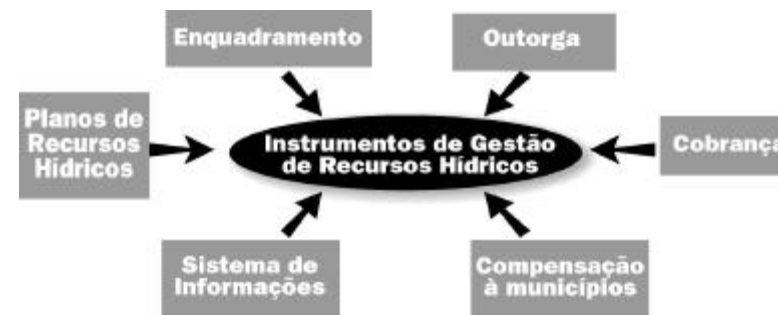 Enquadramento
Outorga
Planos de
Recursos
Hídricos
Instrumentos de Gestão
de Recursos Hídricos
Cobrança
Sistema de
Informações
Compensação
à municípios